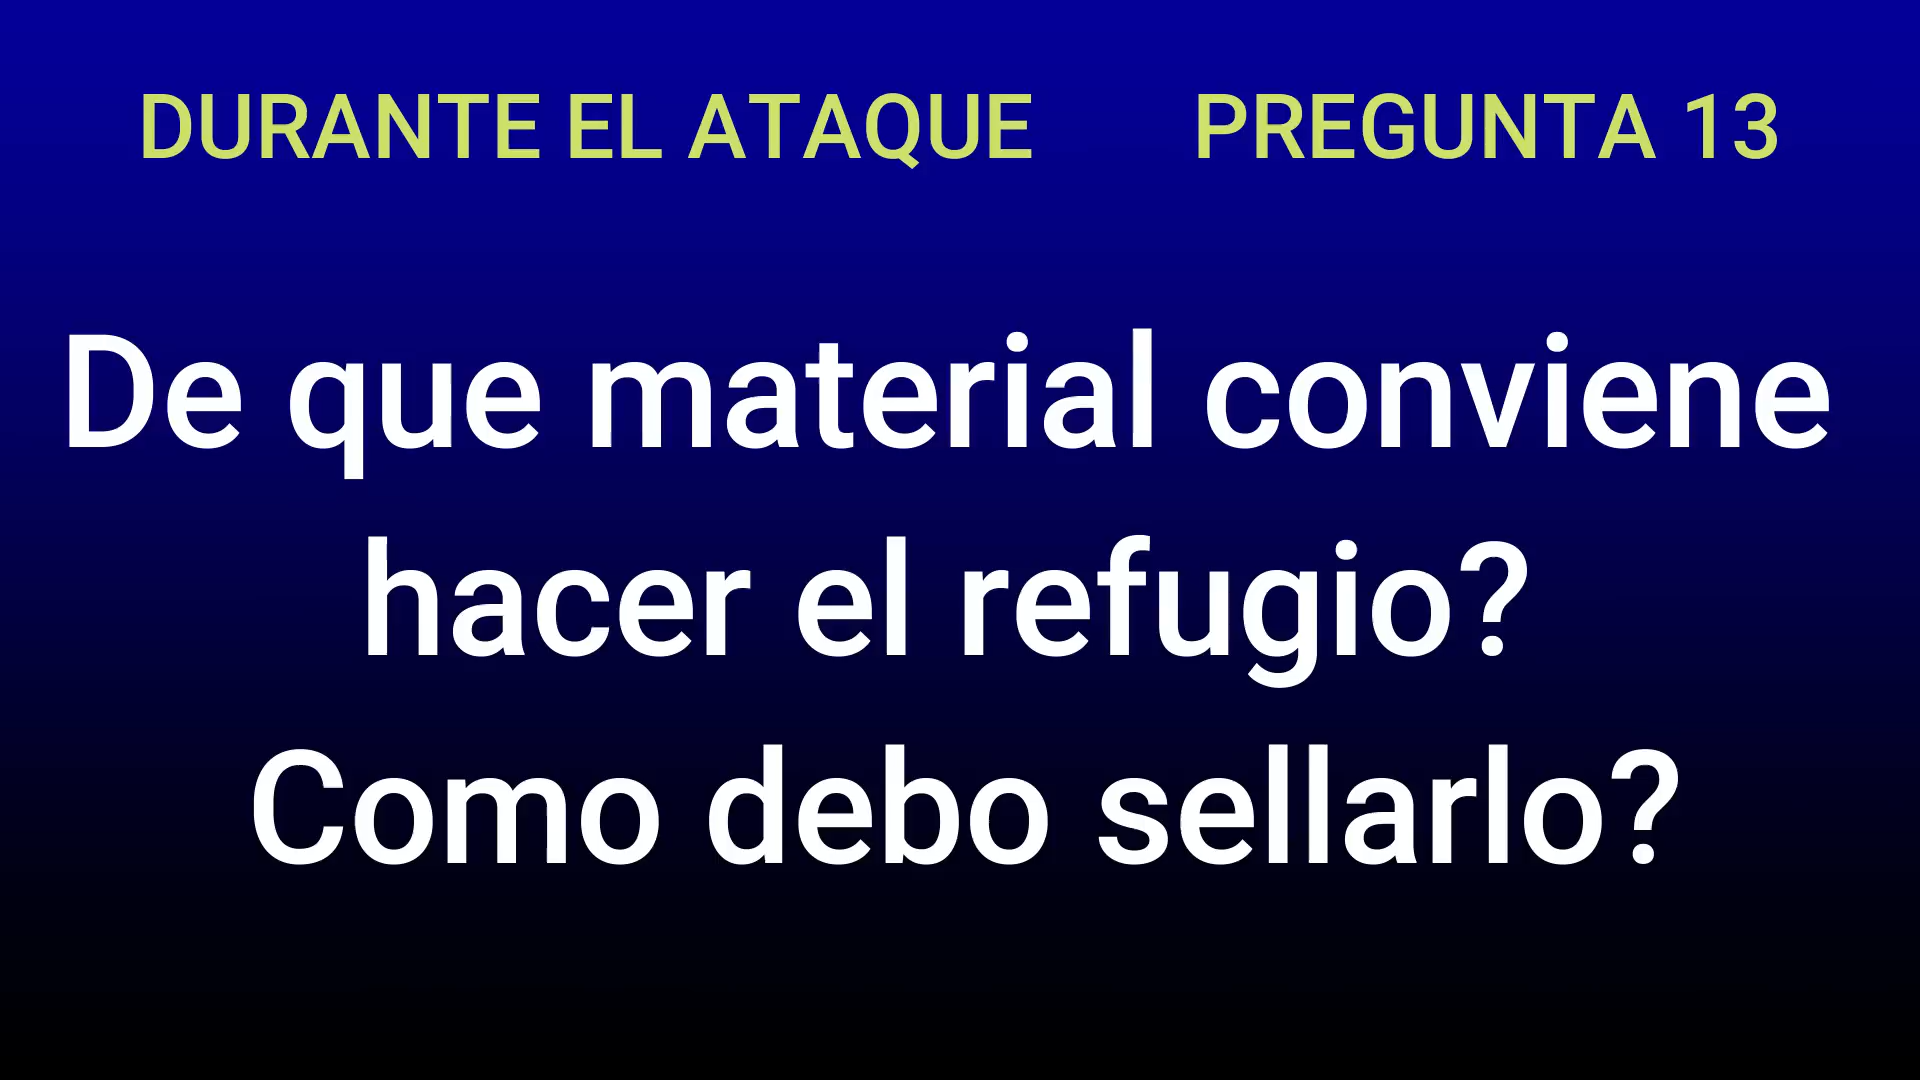 DURANTE EL ATAQUE PREGUNTA 13
De que material conviene
hacer el refugio?
Como debo sellarlo?